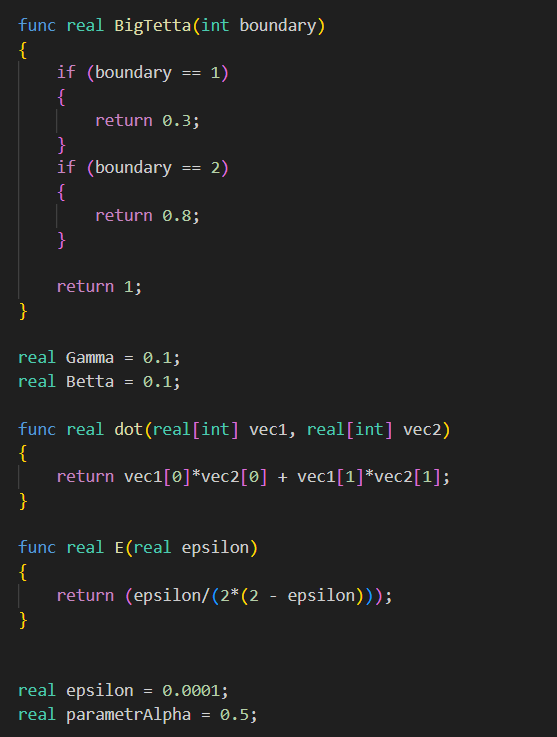 func real BigTetta(int boundary)
{
    if (boundary == 1)
    {
        return 0.3;
    }
    if (boundary == 2)
    {
        return 0.8;
    }

    return 1;
}

real Gamma = 0.1;
real Betta = 0.1;

func real dot(real[int] vec1, real[int] vec2)
{
    return vec1[0]*vec2[0] + vec1[1]*vec2[1];
}

func real E(real epsilon)
{
    return (epsilon/(2*(2 - epsilon)));
}


real epsilon = 0.0001;
real parametrAlpha = 0.5;